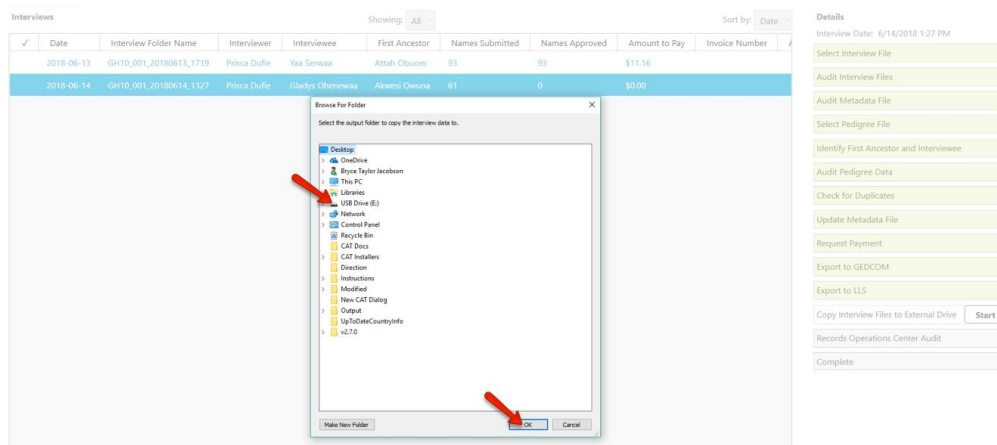 Interviews Showing: All Sort by: Date
✓ Date Interview Folder Name Interviewer Interviewee First Ancestor Names Submitted Names Approved Amount to Pay Invoice Number
2018-06-13 GH10_001_20180613_1719 Prisca Dufie Yaa Serwaa Attah Obuom 93 93 $11.16
2018-06-14 GH10_001_20180614_1327 Prisca Dufie Gladys Obenewaa Akwesi Owuna 61 0 $0.00
Browse For Folder
Select the output folder to copy the interview data to.
Desktop
OneDrive
Bryce Taylor Jacobson
This PC
Libraries
USB Drive (E:)
Network
Control Panel
Recycle Bin
CAT Docs
CAT Installers
Direction
Instructions
Modified
New CAT Dialog
Output
UpToDateCountryInfo
v2.7.0
Make New Folder OK Cancel
Details
Interview Date: 6/14/2018 1:27 PM
Select Interview File
Audit Interview Files
Audit Metadata File
Select Pedigree File
Identify First Ancestor and Interviewee
Audit Pedigree Data
Check for Duplicates
Update Metadata File
Request Payment
Export to GEDCOM
Export to LLS
Copy Interview Files to External Drive Start
Records Operations Center Audit
Complete